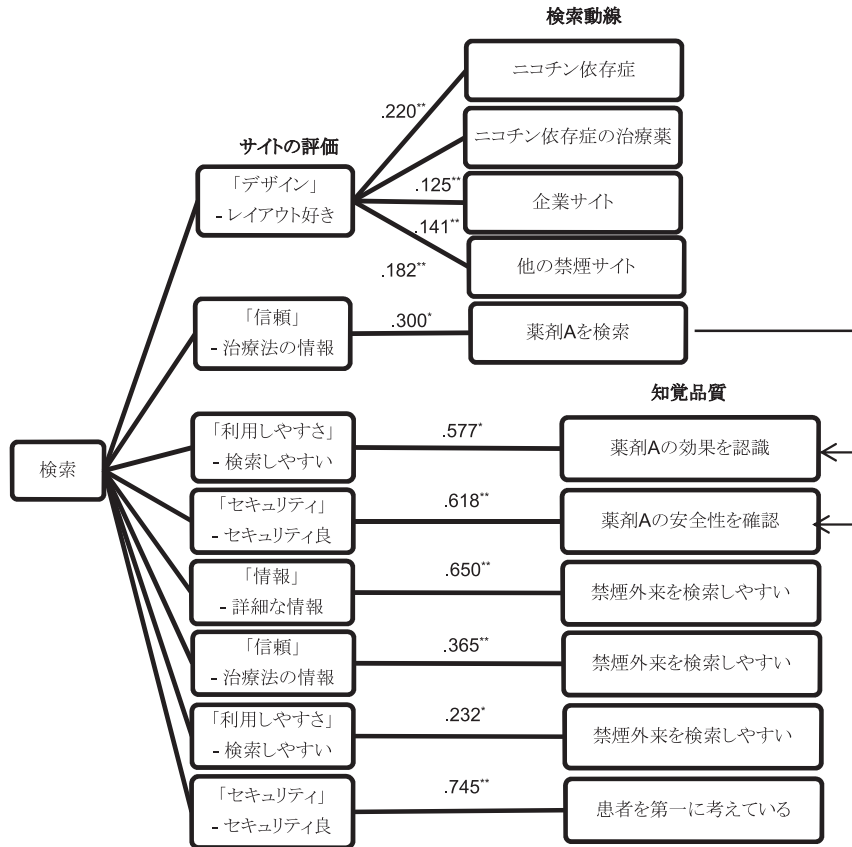 検索動線
ニコチン依存症
.220**
サイトの評価
ニコチン依存症の治療薬
「デザイン」
- レイアウト好き
.125**
企業サイト
.141**
他の禁煙サイト
.182**
「信頼」
- 治療法の情報
.300*
薬剤Aを検索
知覚品質
検索
「利用しやすさ」
- 検索しやすい
.577*
薬剤Aの効果を認識
「セキュリティ」
- セキュリティ良
.618**
薬剤Aの安全性を確認
「情報」
- 詳細な情報
.650**
禁煙外来を検索しやすい
「信頼」
- 治療法の情報
.365**
禁煙外来を検索しやすい
「利用しやすさ」
- 検索しやすい
.232*
禁煙外来を検索しやすい
「セキュリティ」
- セキュリティ良
.745**
患者を第一に考えている